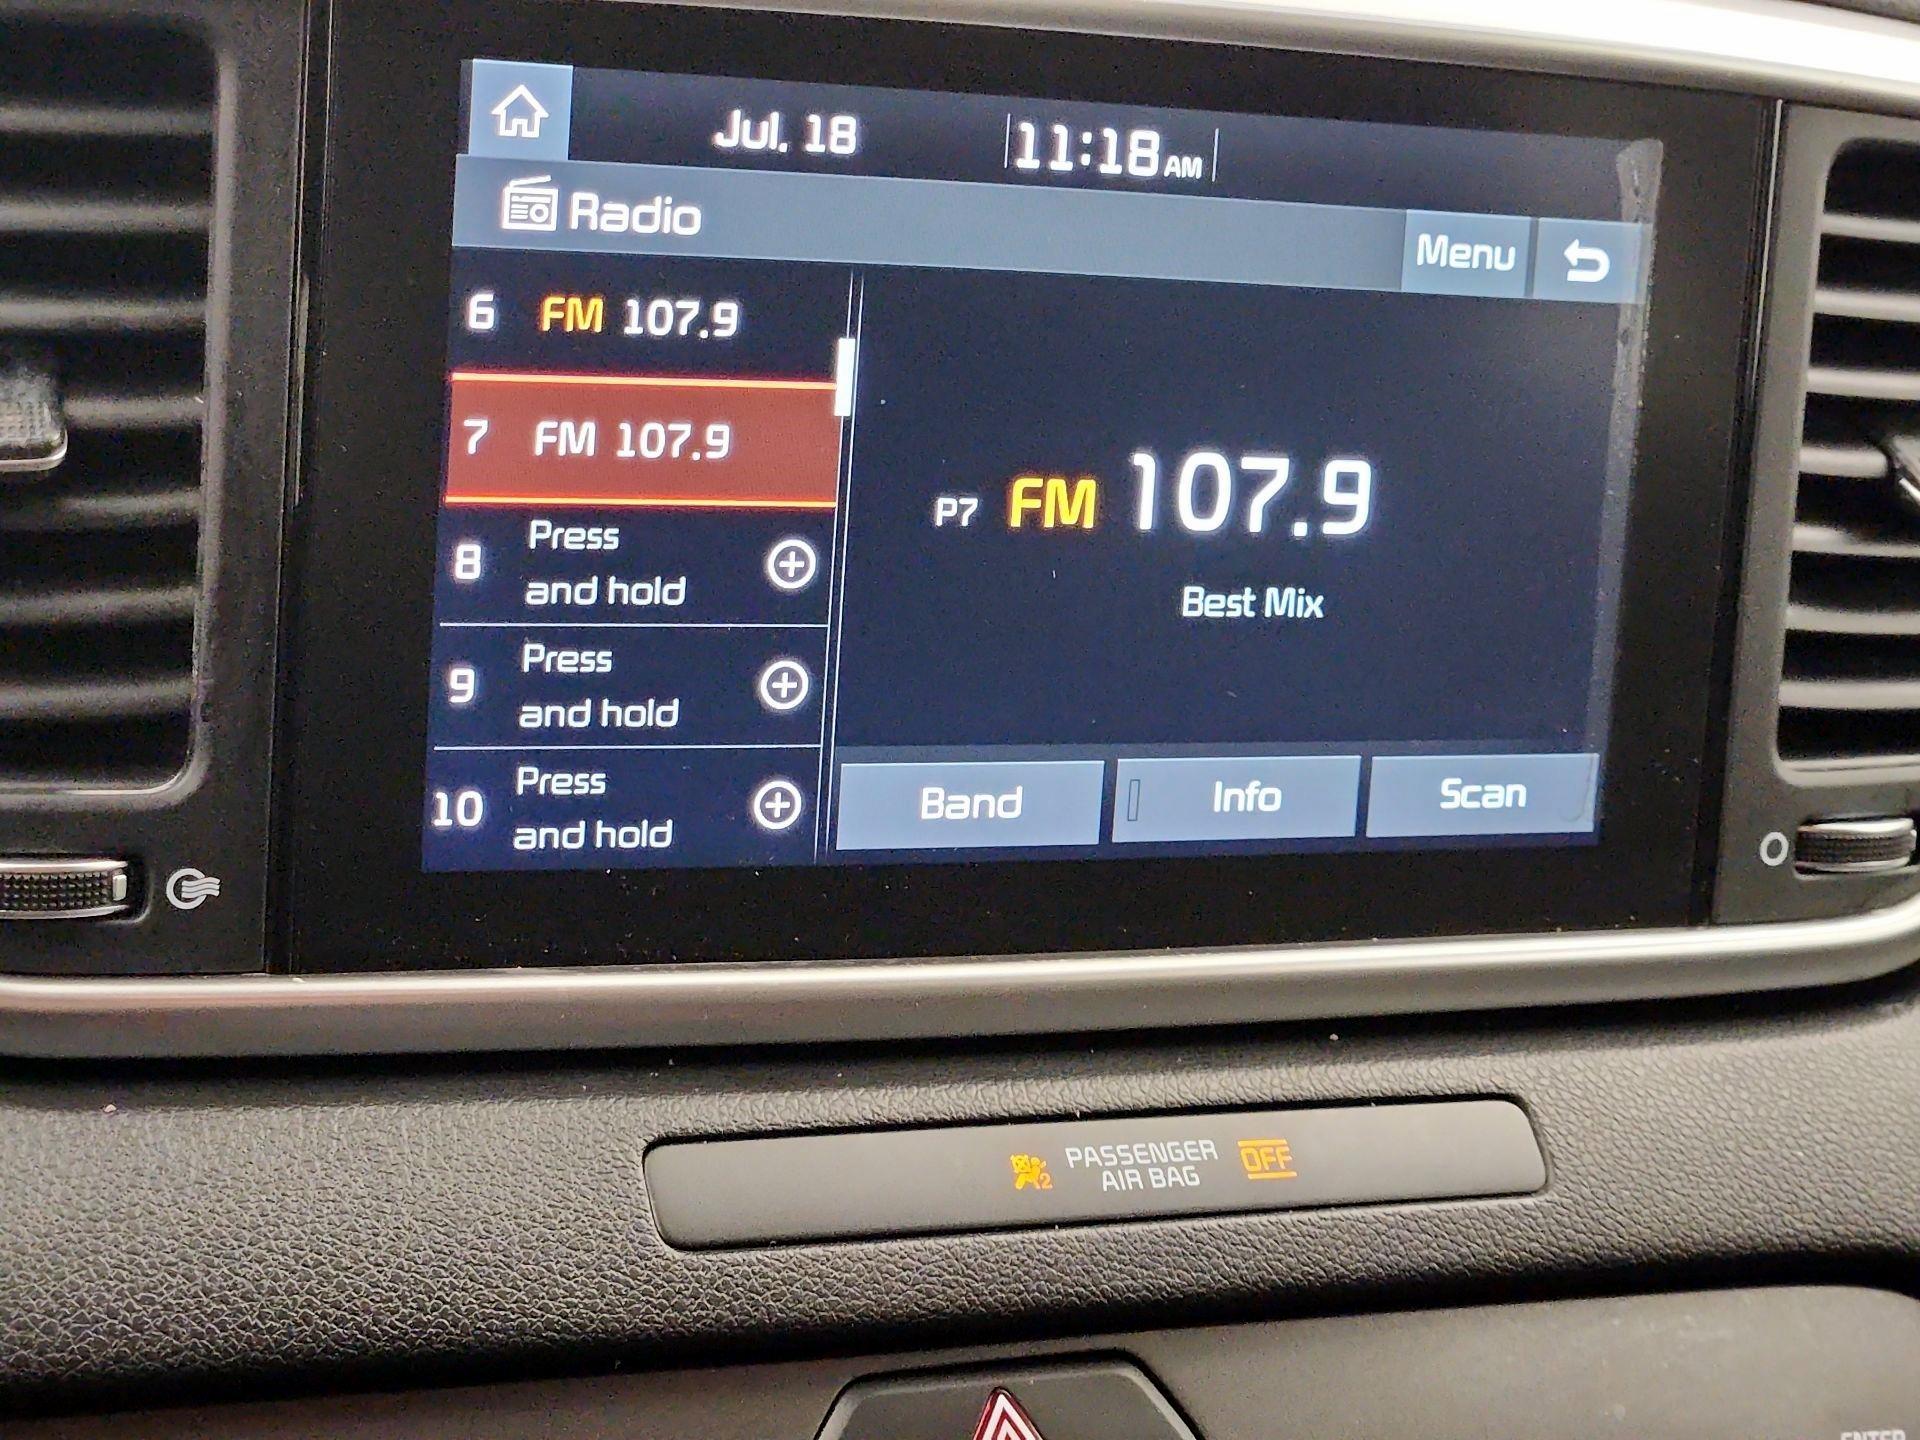 Jul. 18 11:18 AM
Radio
Menu
6 FM 107.9
7 FM 107.9
8 Press
and hold
9 Press
and hold
10 Press
and hold
P7 FM 107.9
Best Mix
Band Info Scan
2 PASSENGER
AIR BAG OFF
ENTER